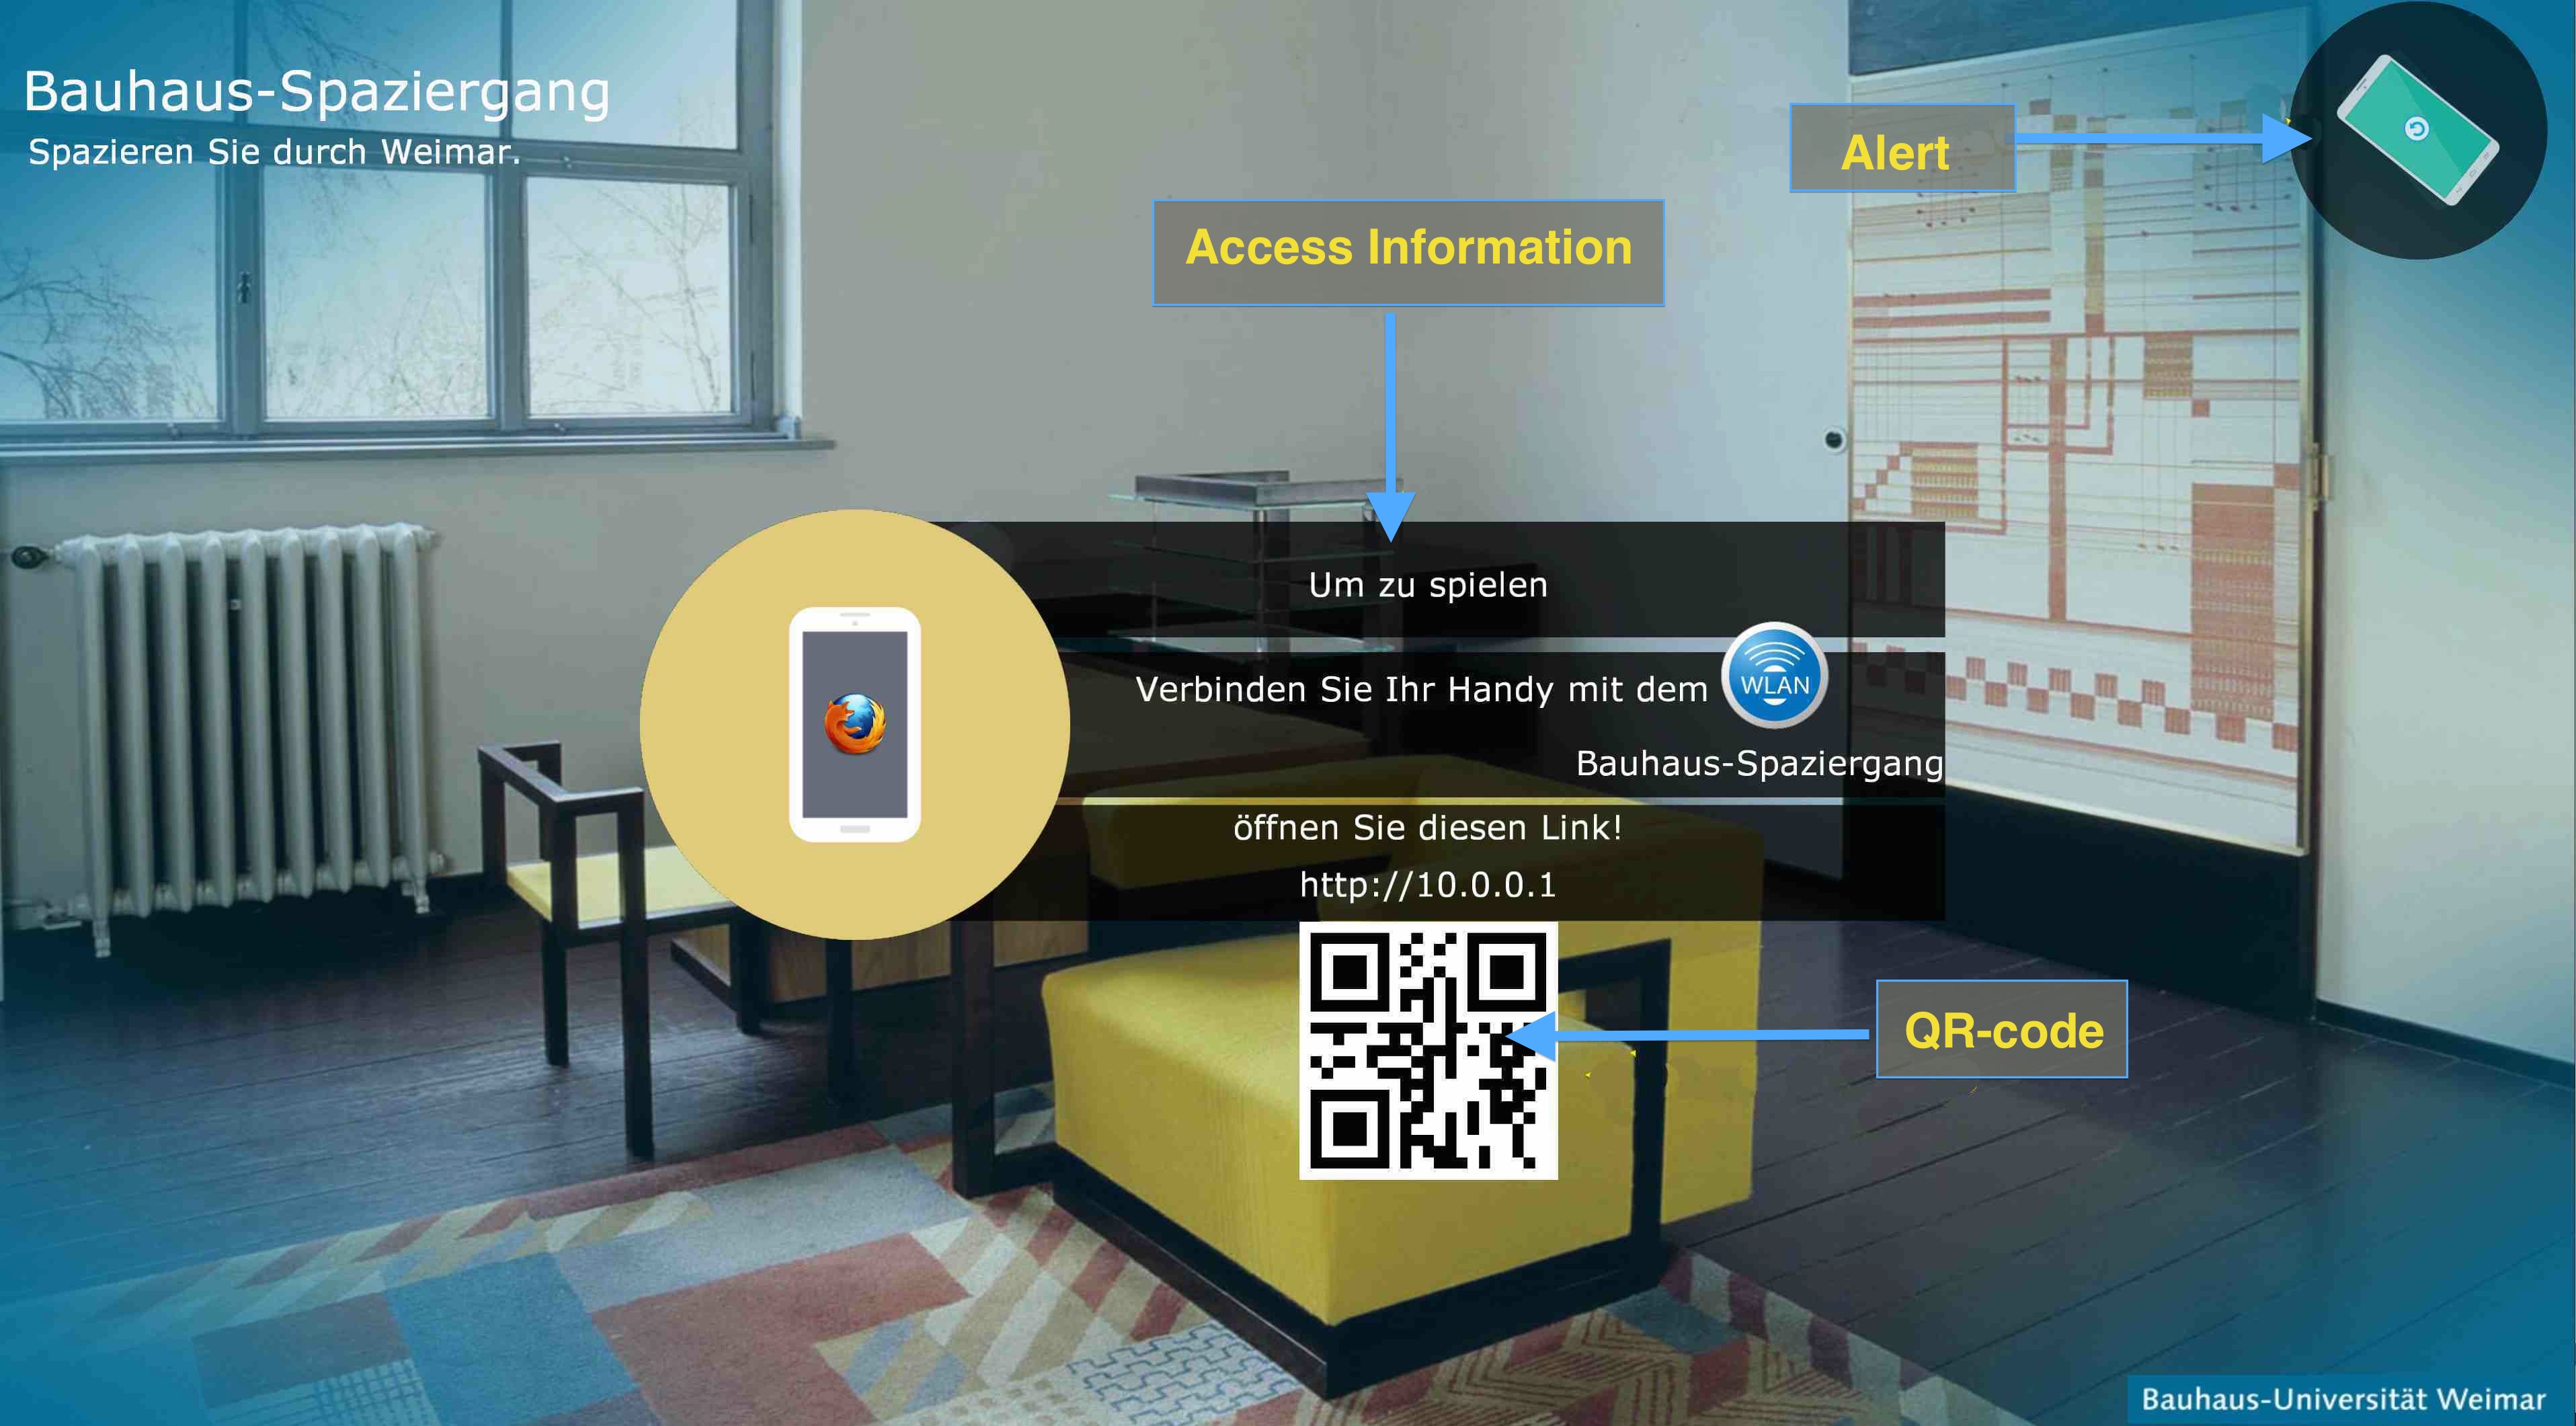 Bauhaus-Spaziergang
Spazieren Sie durch Weimar.
Alert
Access Information
Um zu spielen
Verbinden Sie Ihr Handy mit dem
WLAN
Bauhaus-Spaziergang
öffnen Sie diesen Link!
http://10.0.0.1
QR-code
Bauhaus-Universität Weimar